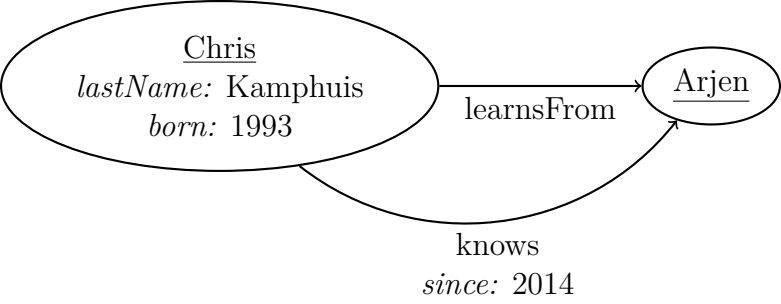 Chris
lastName: Kamphuis
born: 1993
Arjen
learnsFrom
knows
since: 2014